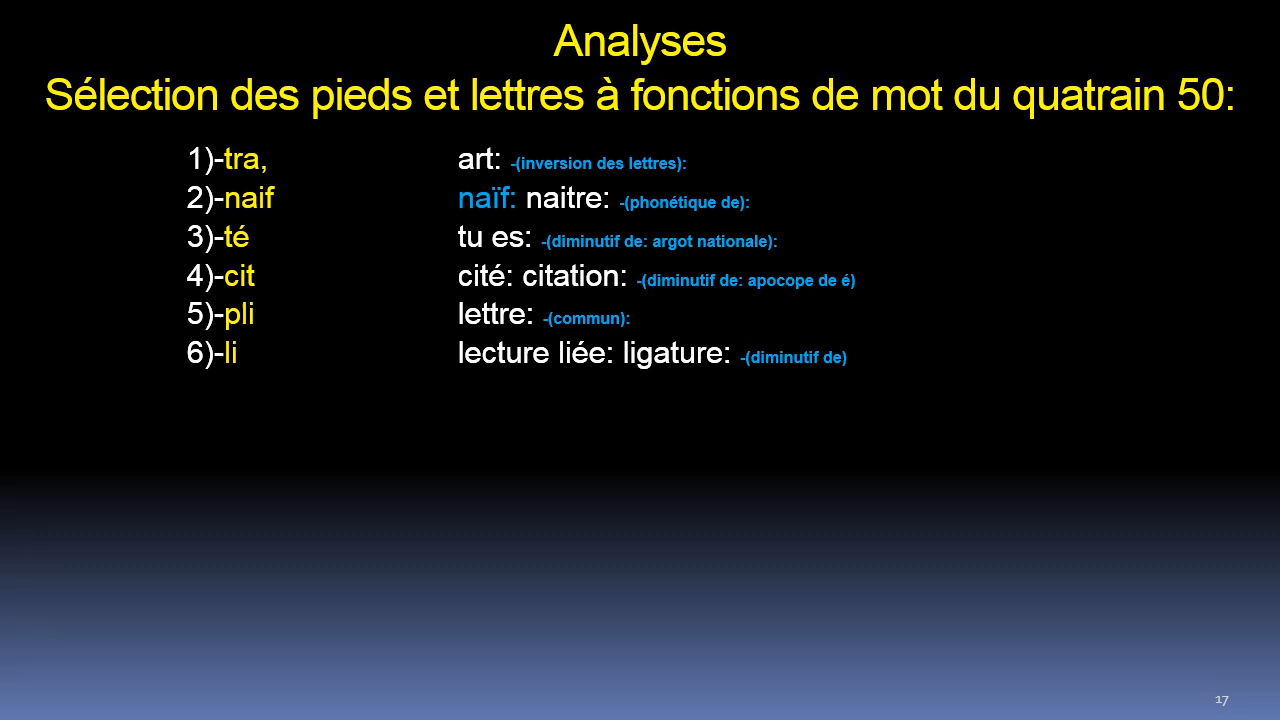 Analyses
Sélection des pieds et lettres à fonctions de mot du quatrain 50:
1)-tra, art: -(inversion des lettres):
2)-naif naïf: naitre: -(phonétique de):
3)-té tu es: -(diminutif de: argot nationale):
4)-cit cité: citation: -(diminutif de: apocope de é)
5)-pli lettre: -(commun):
6)-li lecture liée: ligature: -(diminutif de)
17